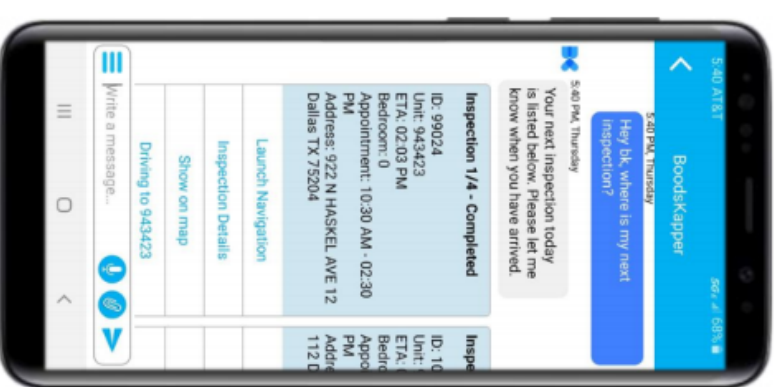 5:40 AT&T 5G 68%
BoodsKapper
5:40 PM, Thursday
Hey bk, where is my next
inspection?
5:40 PM, Thursday
Your next inspection today
is listed below. Please let me
know when you have arrived.
Inspection 1/4 - Completed
ID: 99024
Unit: 943423
ETA: 02:03 PM
Bedroom: 0
Appointment: 10:30 AM - 02:30
PM
Address: 922 N HASKEL AVE 12
Dallas TX 75204
Launch Navigation
Inspection Details
Show on map
Driving to 943423
Inspe
ID: 10
Unit:
ETA:
Bedro
Appo
PM
Addre
112 D
Write a message...